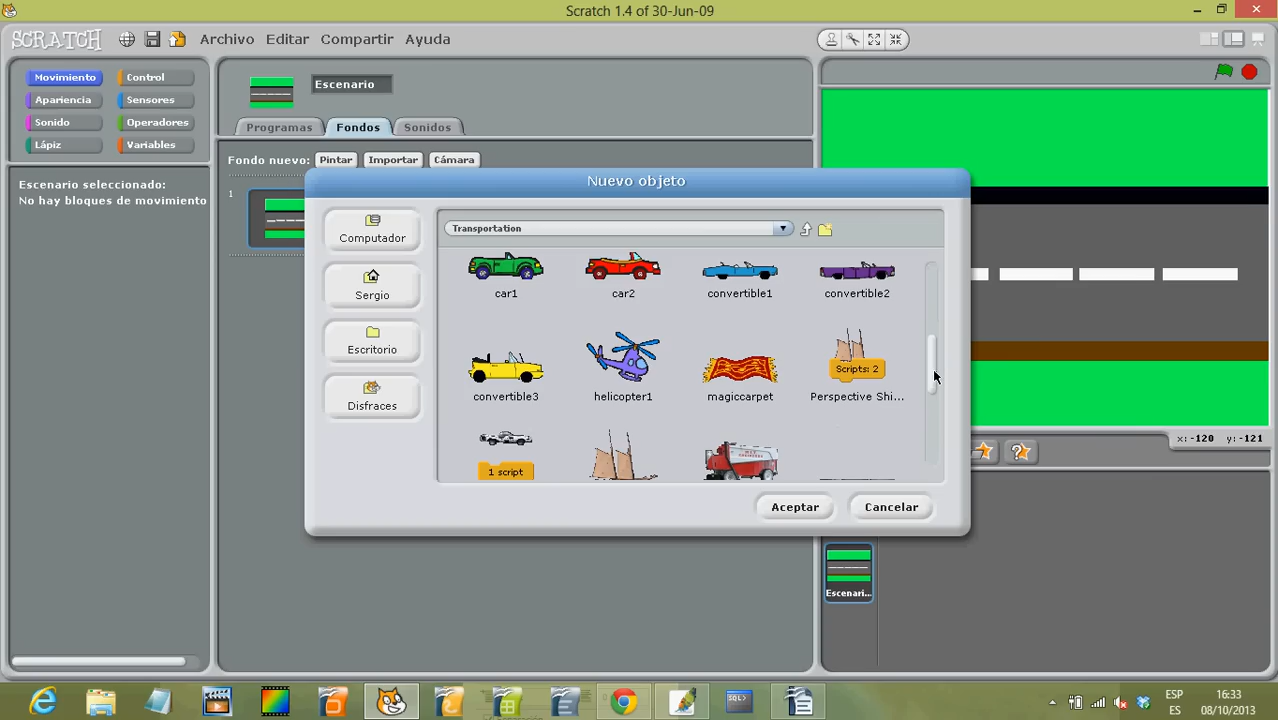 Scratch 1.4 of 30-Jun-09
SCRATCH
Archivo Editar Compartir Ayuda
Movimiento Control
Apariencia Sensores
Sonido Operadores
Lápiz Variables
Escenario
Programas Fondos Sonidos
Fondo nuevo: Pintar Importar Cámara
Escenario seleccionado:
No hay bloques de movimiento
1
Nuevo objeto
Computador
Sergio
Escritorio
Disfraces
Transportation
car1 car2 convertible1 convertible2
Scripts: 2
convertible3 helicopter1 magiccarpet Perspective Shi...
1 script
Aceptar Cancelar
x: -120 y: -121
Escenari...
SQL>
ESP
ES
16:33
08/10/2013